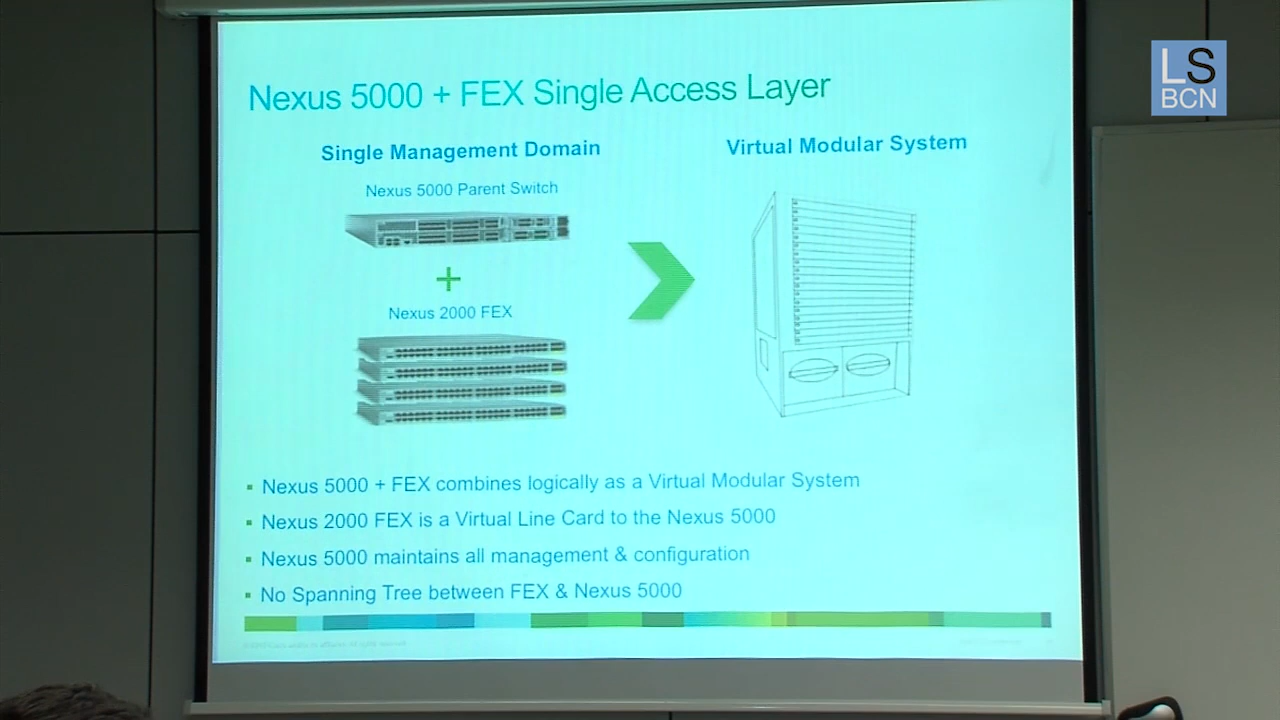 LS
BCN
Nexus 5000 + FEX Single Access Layer
Single Management Domain
Virtual Modular System
Nexus 5000 Parent Switch
+
Nexus 2000 FEX
▪ Nexus 5000 + FEX combines logically as a Virtual Modular System
▪ Nexus 2000 FEX is a Virtual Line Card to the Nexus 5000
▪ Nexus 5000 maintains all management & configuration
▪ No Spanning Tree between FEX & Nexus 5000